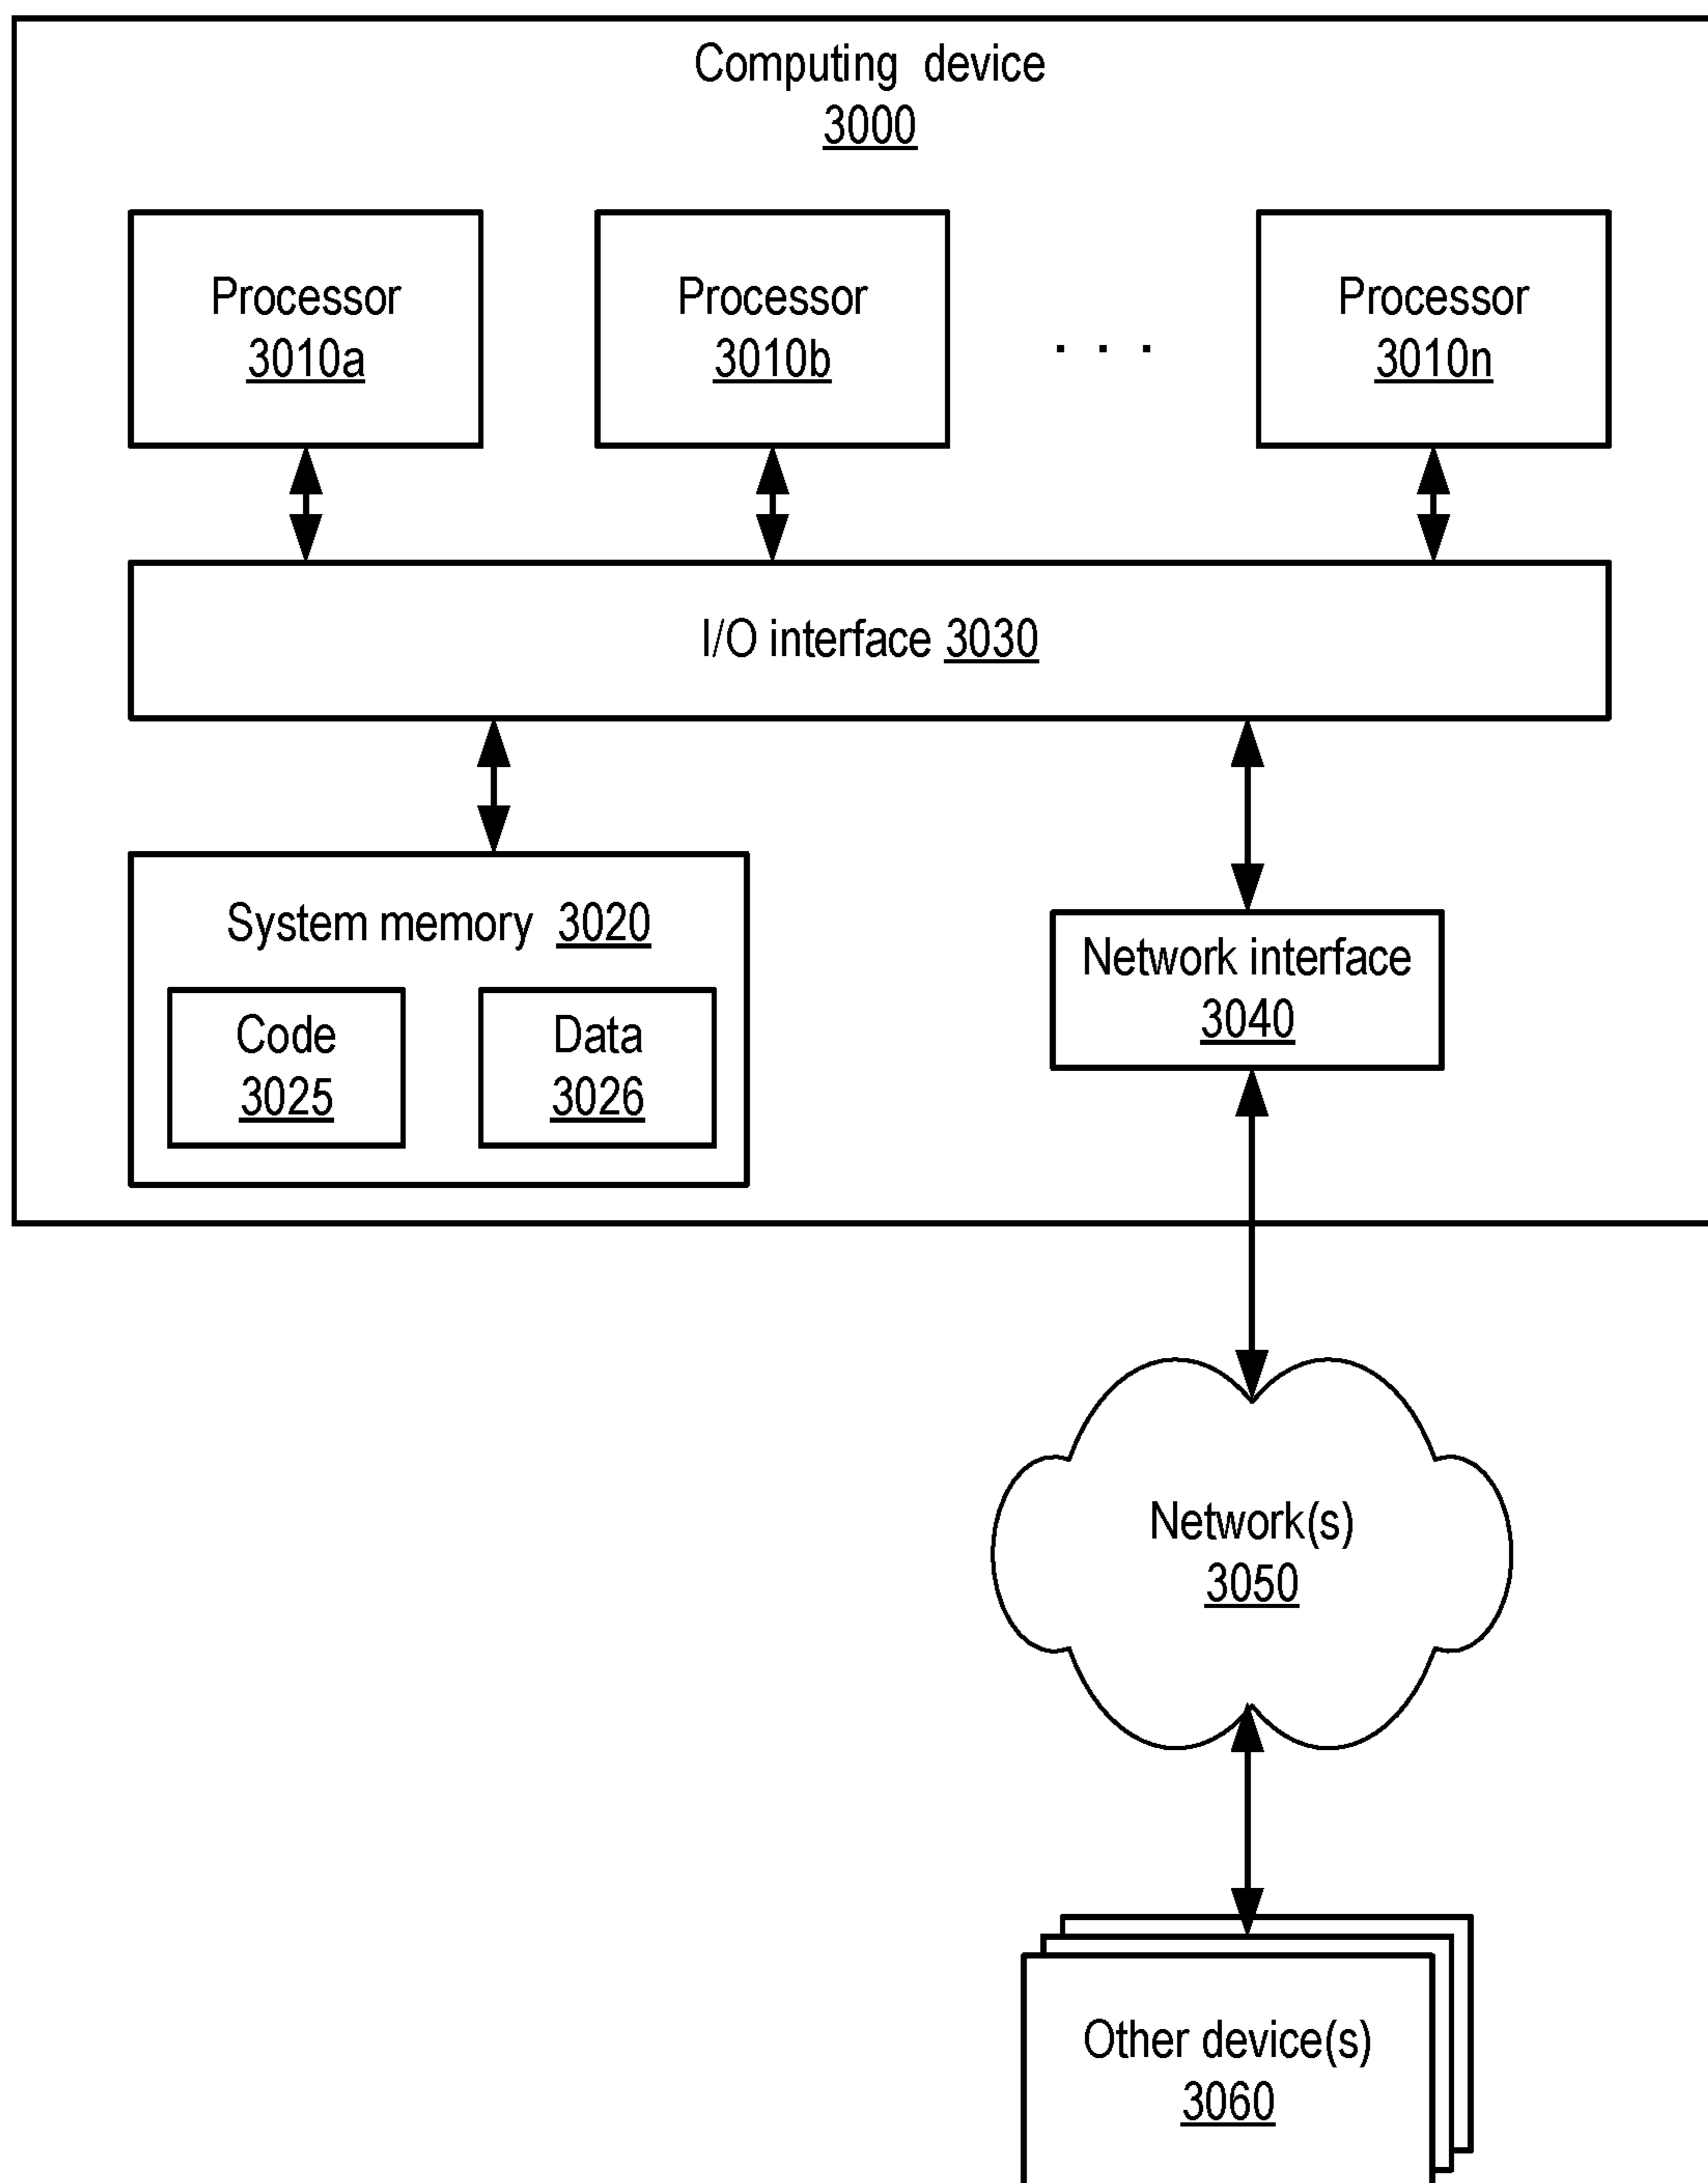 Computing device
3000
Processor
3010a
Processor
3010b
. . .
Processor
3010n
I/O interface 3030
System memory 3020
Code
3025
Data
3026
Network interface
3040
Network(s)
3050
Other device(s)
3060